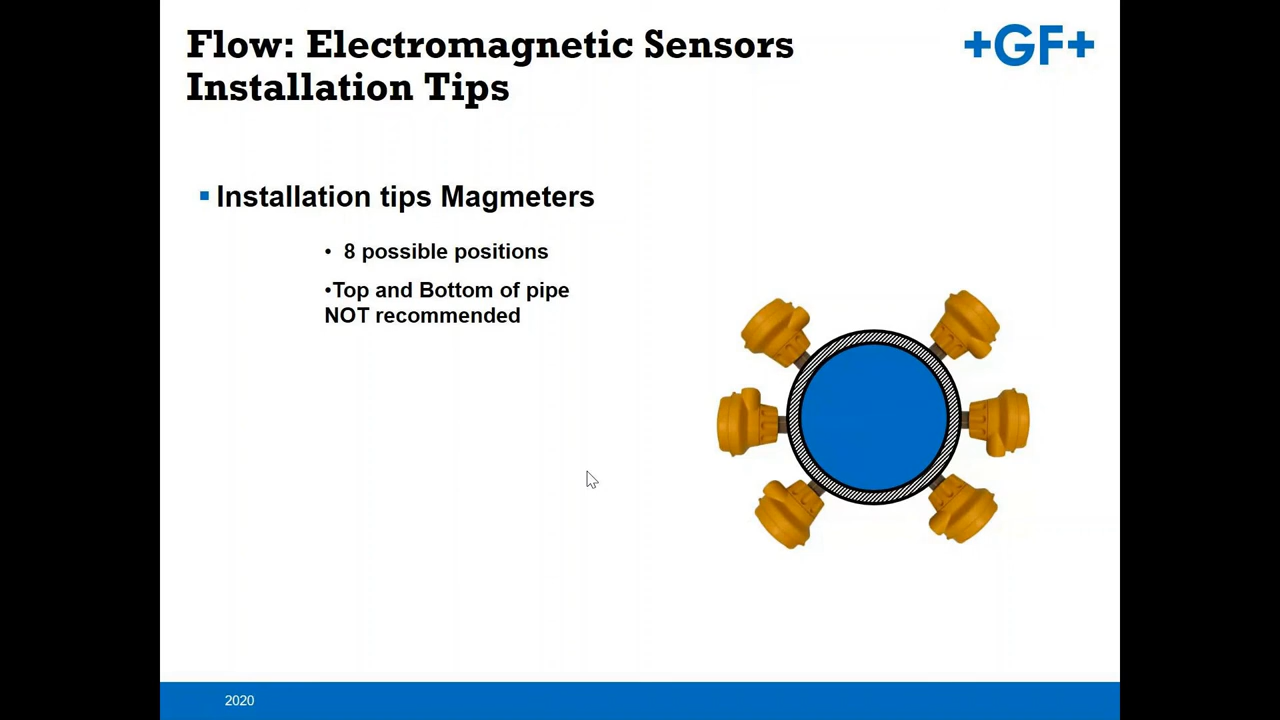 Flow: Electromagnetic Sensors
Installation Tips
+GF+
▪ Installation tips Magmeters
• 8 possible positions
•Top and Bottom of pipe
NOT recommended
2020